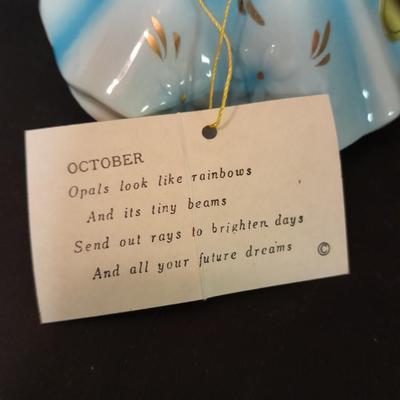 OCTOBER
Opals look like rainbows
And its tiny beams
Send out rays to brighten days
And all your future dreams ©